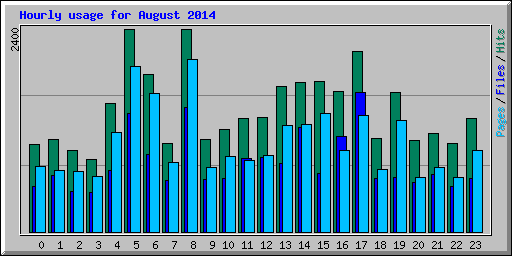 Hourly usage for August 2014
2400
Pages / Files / Hits
0 1 2 3 4 5 6 7 8 9 10 11 12 13 14 15 16 17 18 19 20 21 22 23